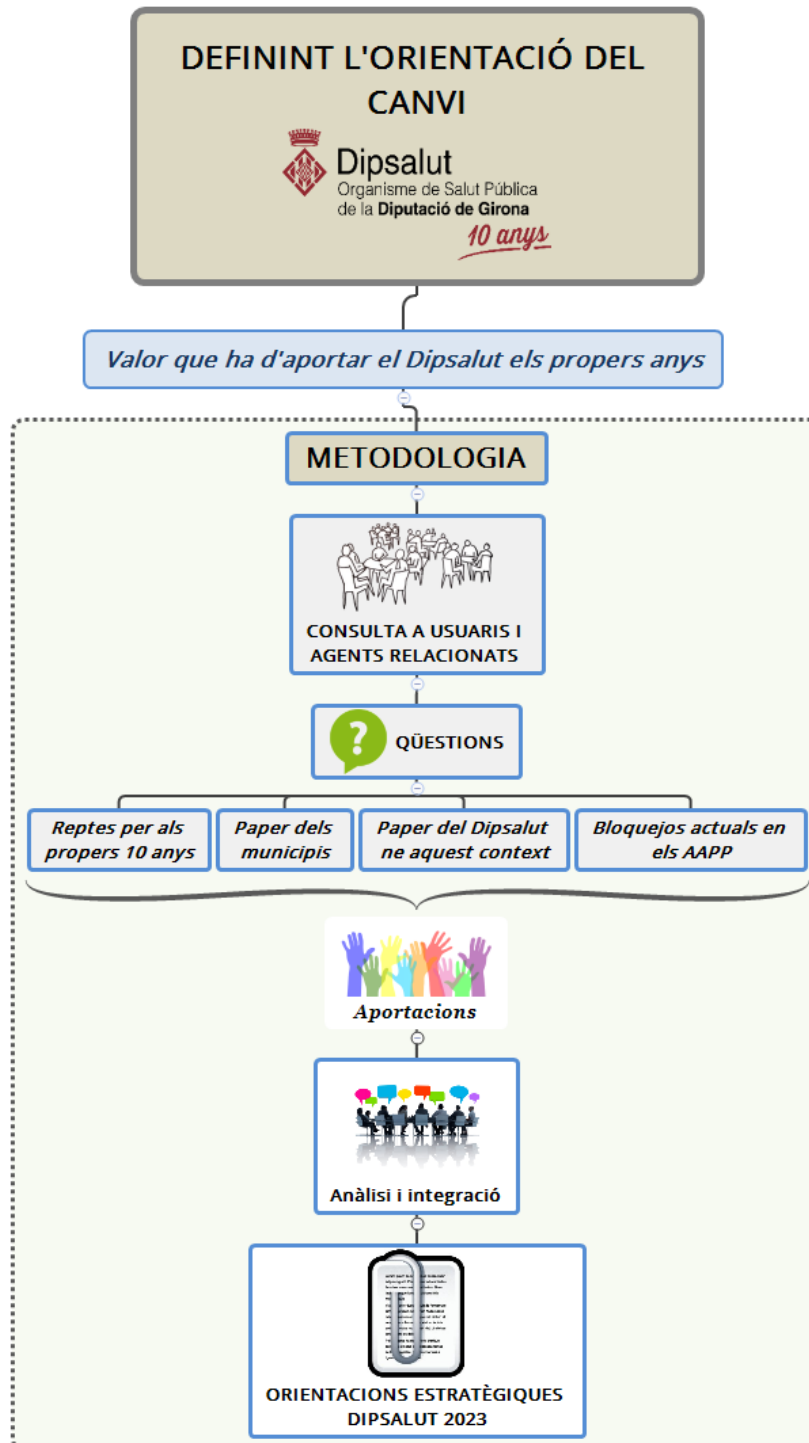 DEFININT L'ORIENTACIÓ DEL
CANVI
Dipsalut
Organisme de Salut Pública
de la Diputació de Girona
10 anys
Valor que ha d'aportar el Dipsalut els propers anys
METODOLOGIA
CONSULTA A USUARIS I
AGENTS RELACIONATS
?
QÜESTIONS
Reptes per als
propers 10 anys
Paper dels
municipis
Paper del Dipsalut
ne aquest context
Bloquejos actuals en
els AAPP
Aportacions
Anàlisi i integració
ORIENTACIONS ESTRATÈGIQUES
DIPSALUT 2023